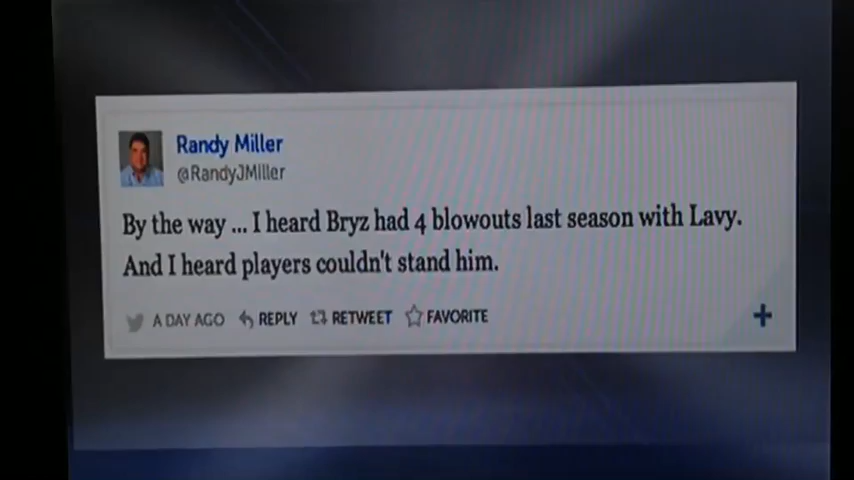 Randy Miller
@RandyJMiller
By the way ... I heard Bryz had 4 blowouts last season with Lavy.
And I heard players couldn't stand him.
A DAY AGO REPLY RETWEET FAVORITE